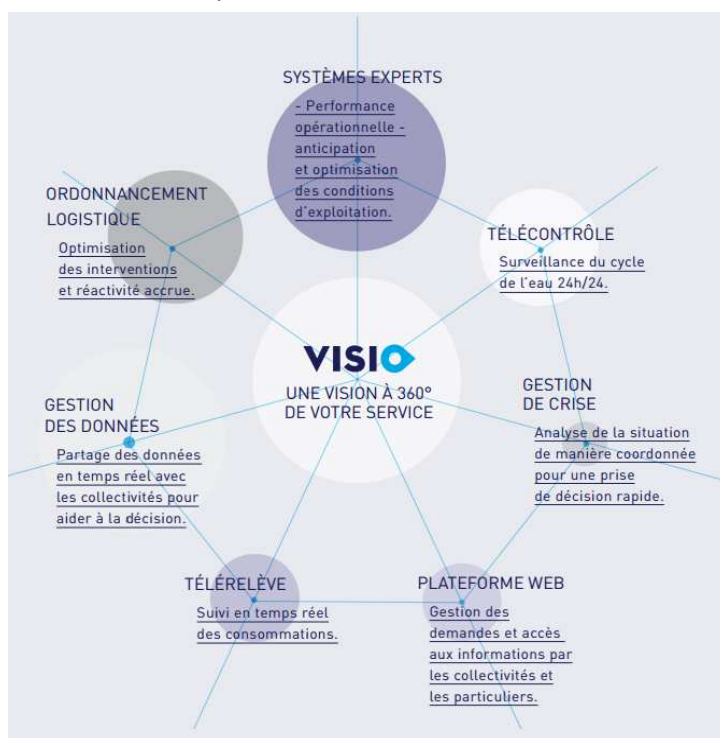 SYSTÈMES EXPERTS
- Performance
opérationnelle -
anticipation
et optimisation
des conditions
d'exploitation.
ORDONNANCEMENT
LOGISTIQUE
Optimisation
des interventions
et réactivité accrue.
TÉLÉCONTRÔLE
Surveillance du cycle
de l'eau 24h/24.
VISIO
UNE VISION À 360°
DE VOTRE SERVICE
GESTION
DES DONNÉES
Partage des données
en temps réel avec
les collectivités pour
aider à la décision.
GESTION
DE CRISE
Analyse de la situation
de manière coordonnée
pour une prise
de décision rapide.
TÉLÉRELÈVE
Suivi en temps réel
des consommations.
PLATEFORME WEB
Gestion des
demandes et accès
aux informations par
les collectivités et
les particuliers.